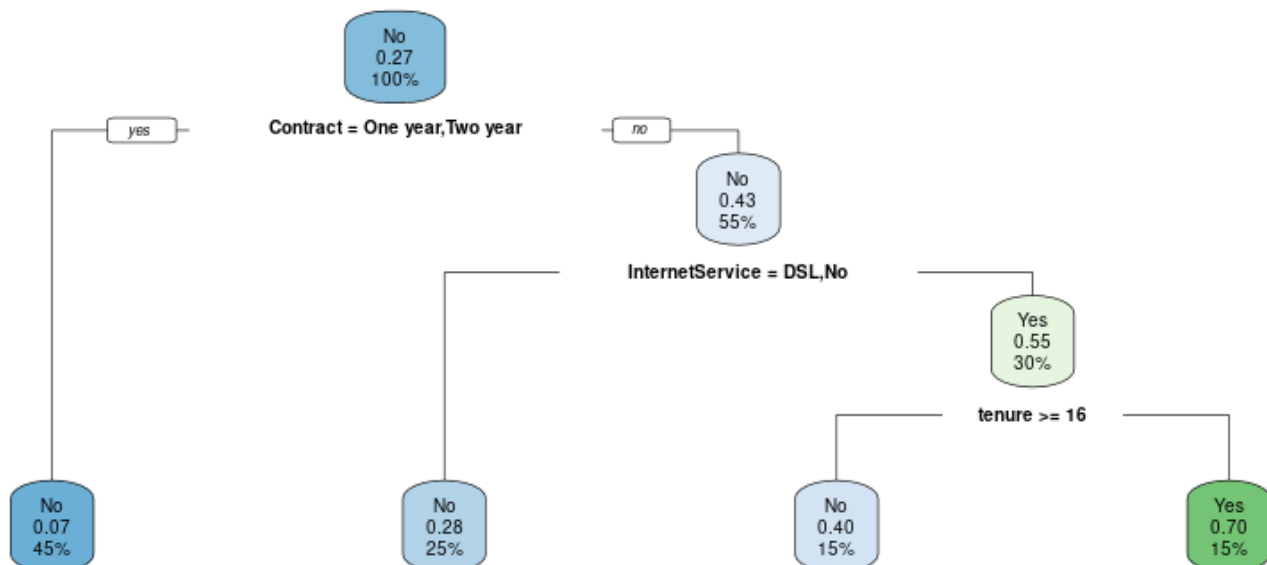 No
0.27
100%
yes
Contract = One year,Two year
no
No
0.43
55%
InternetService = DSL,No
Yes
0.55
30%
tenure >= 16
No
0.07
45%
No
0.28
25%
No
0.40
15%
Yes
0.70
15%